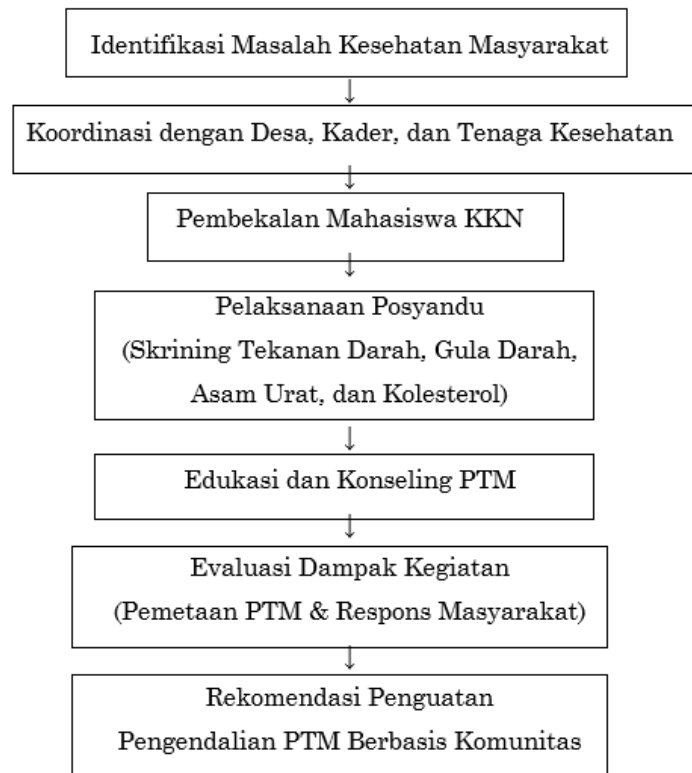 Identifikasi Masalah Kesehatan Masyarakat
↓
Koordinasi dengan Desa, Kader, dan Tenaga Kesehatan
↓
Pembekalan Mahasiswa KKN
↓
Pelaksanaan Posyandu
(Skrining Tekanan Darah, Gula Darah,
Asam Urat, dan Kolesterol)
↓
Edukasi dan Konseling PTM
↓
Evaluasi Dampak Kegiatan
(Pemetaan PTM & Respons Masyarakat)
↓
Rekomendasi Penguatan
Pengendalian PTM Berbasis Komunitas